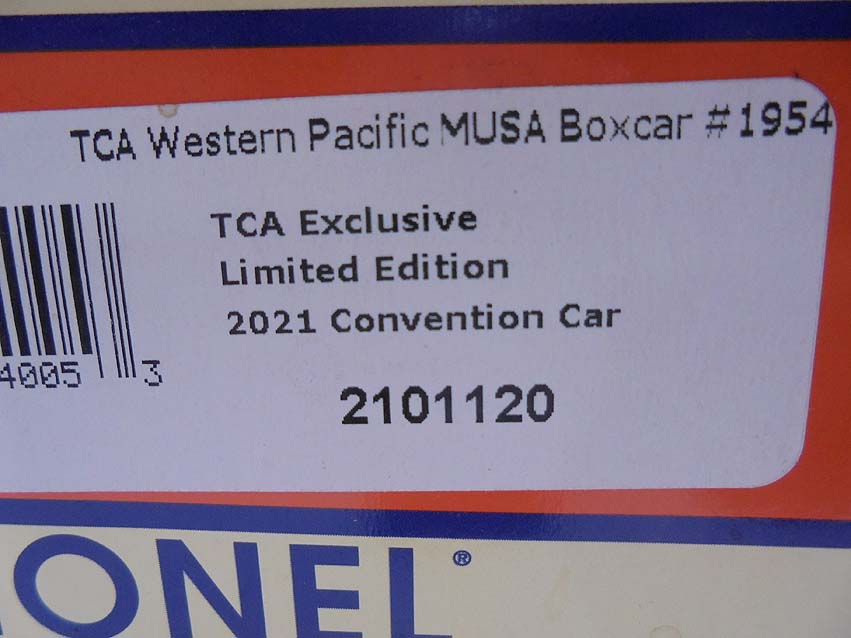 TCA Western Pacific MUSA Boxcar #1954
TCA Exclusive
Limited Edition
2021 Convention Car
4005 3
2101120
ONEL®